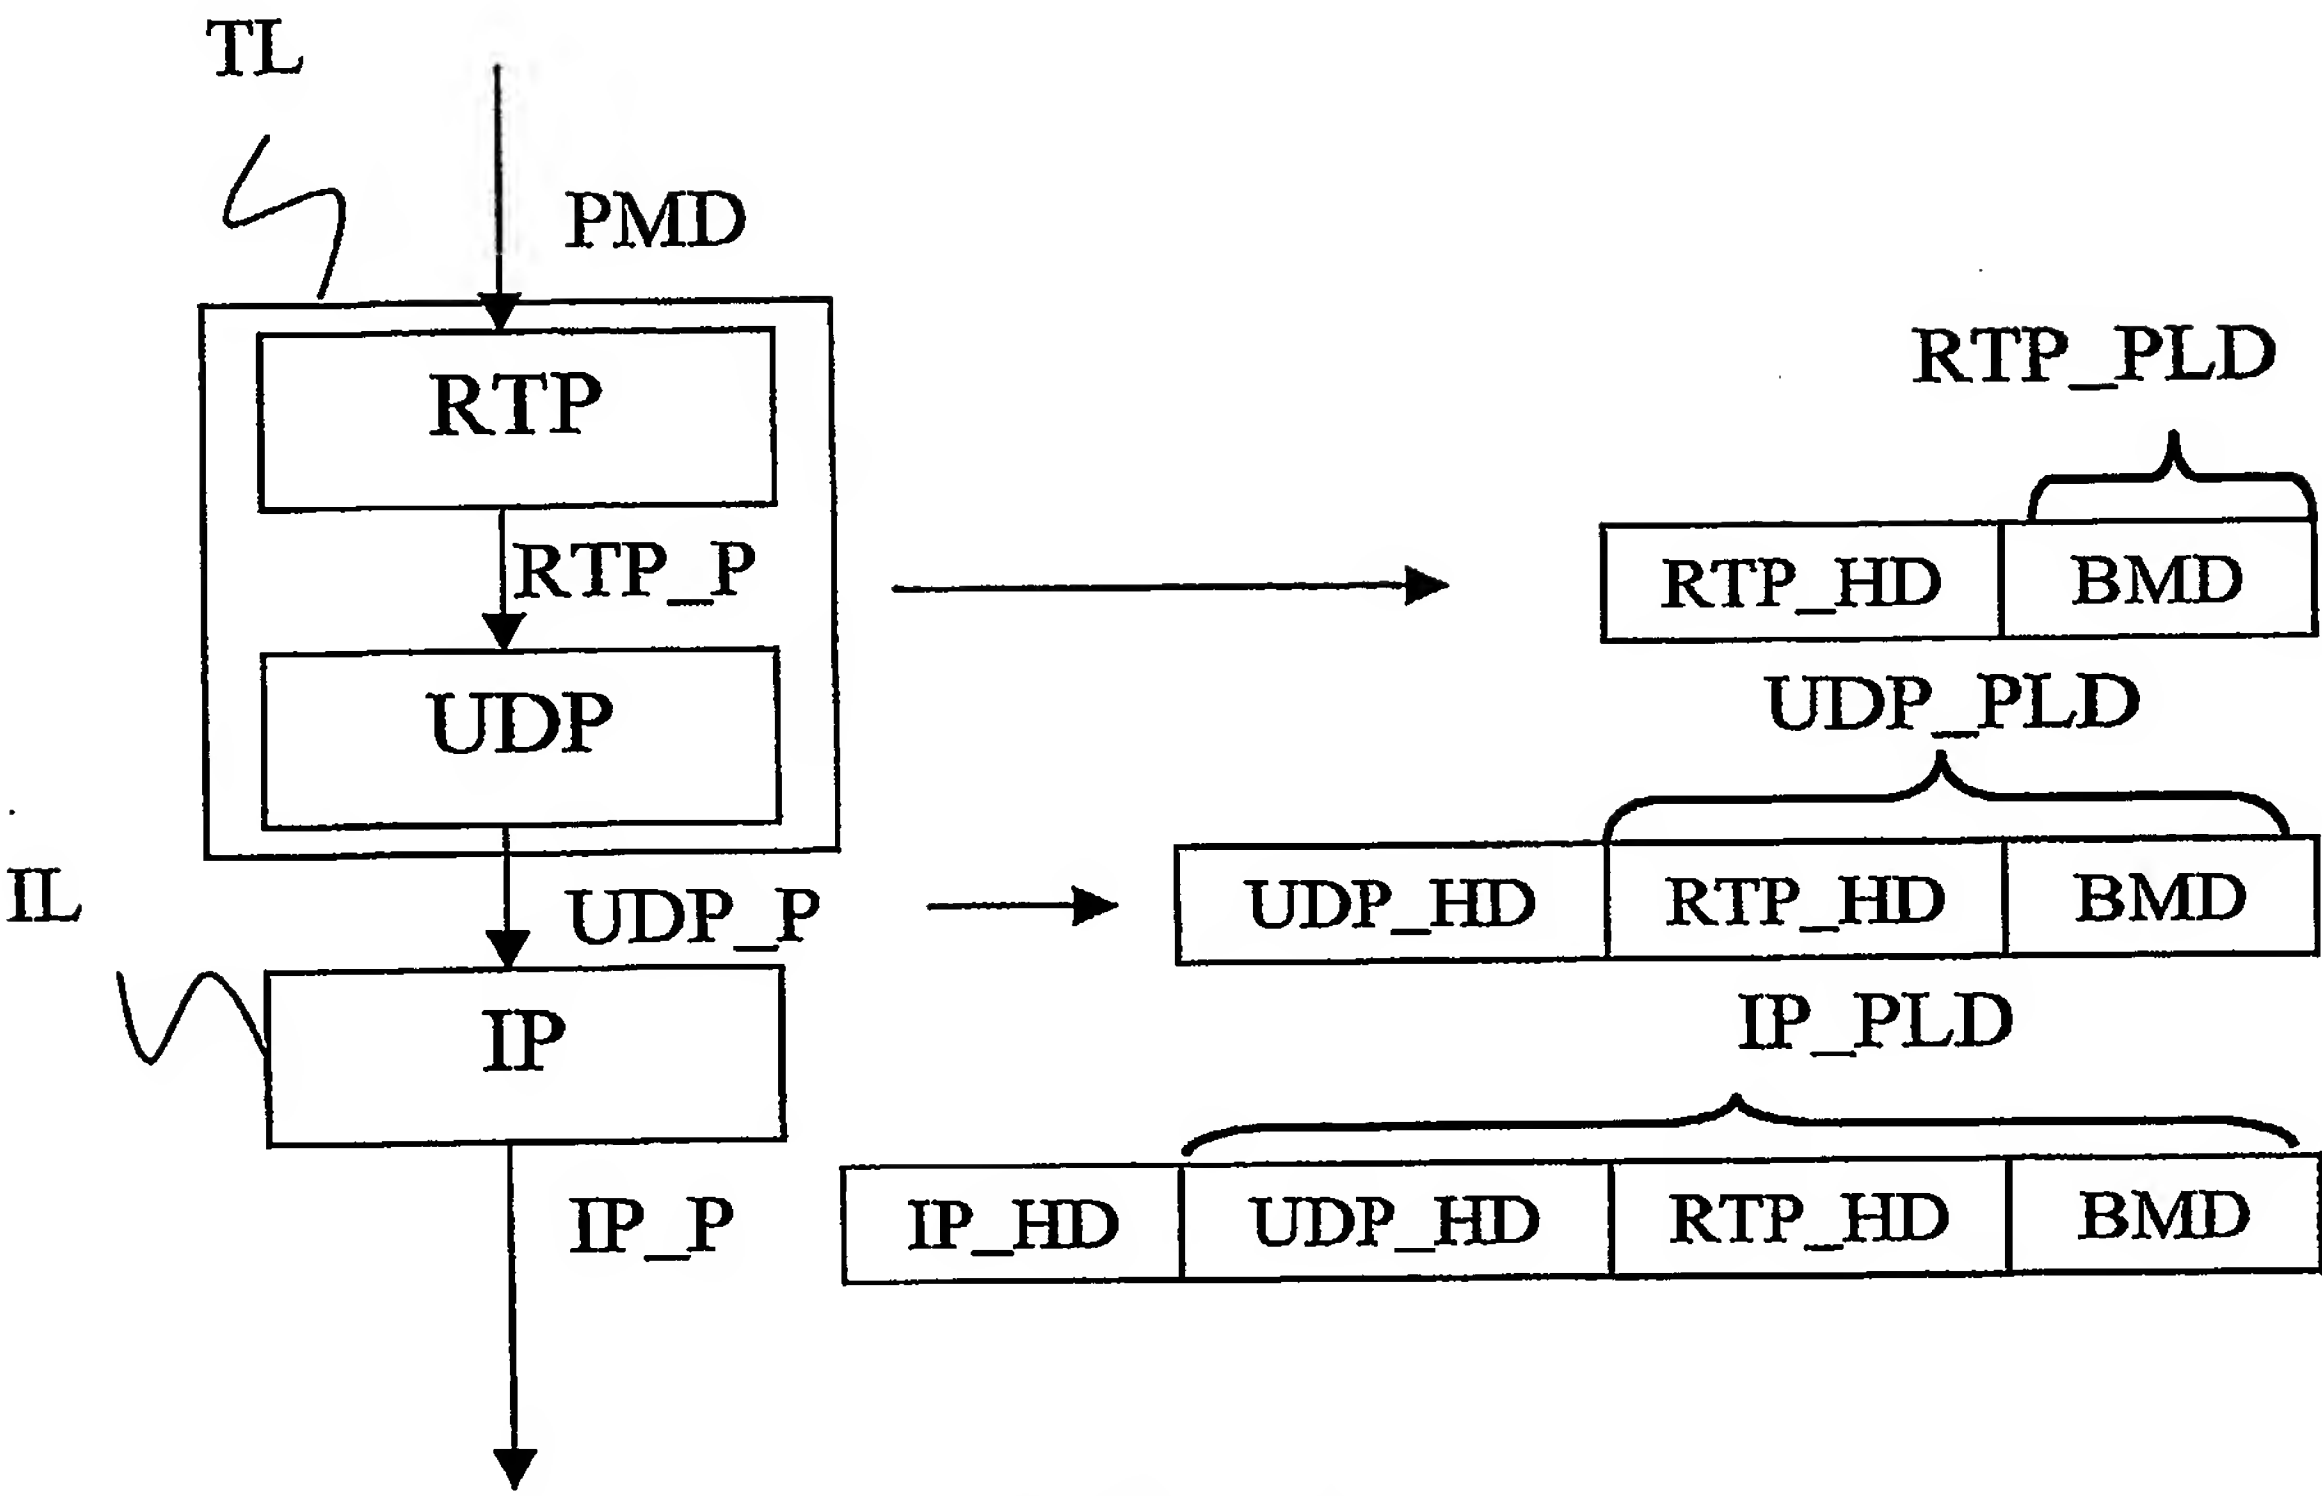 TL
PMD
RTP
RTP_PLD
RTP_P
RTP_HD BMD
UDP
UDP_PLD
IL
UDP_P
UDP_HD RTP_HD BMD
IP
IP_PLD
IP_P
IP_HD UDP_HD RTP_HD BMD